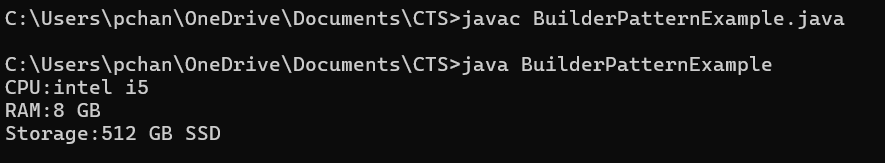 C:\Users\pchan\OneDrive\Documents\CTS>javac BuilderPatternExample.java
C:\Users\pchan\OneDrive\Documents\CTS>java BuilderPatternExample
CPU:intel i5
RAM:8 GB
Storage:512 GB SSD